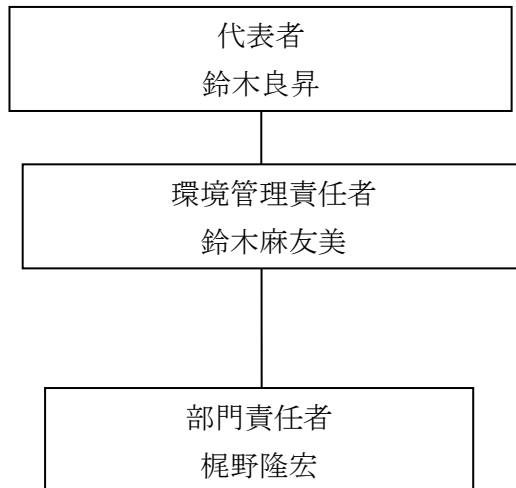 代表者
鈴木良昇
環境管理責任者
鈴木麻友美
部門責任者
梶野隆宏